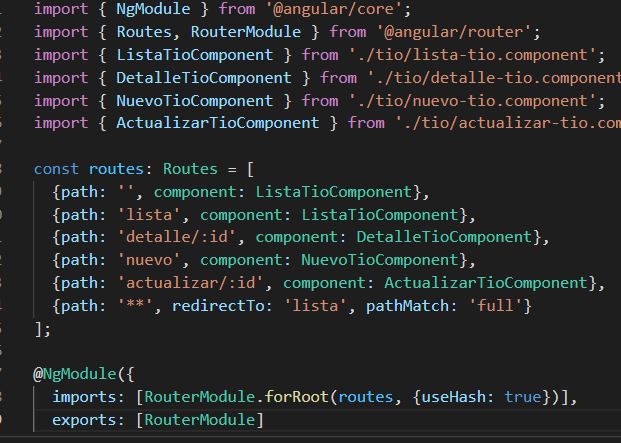 import { NgModule } from '@angular/core';
import { Routes, RouterModule } from '@angular/router';
import { ListaTioComponent } from './tio/lista-tio.component';
import { DetalleTioComponent } from './tio/detalle-tio.component
import { NuevoTioComponent } from './tio/nuevo-tio.component';
import { ActualizarTioComponent } from './tio/actualizar-tio.com
const routes: Routes = [
{path: '', component: ListaTioComponent},
{path: 'lista', component: ListaTioComponent},
{path: 'detalle/:id', component: DetalleTioComponent},
{path: 'nuevo', component: NuevoTioComponent},
{path: 'actualizar/:id', component: ActualizarTioComponent},
{path: '**', redirectTo: 'lista', pathMatch: 'full'}
];
@NgModule({
imports: [RouterModule.forRoot(routes, {useHash: true})],
exports: [RouterModule]